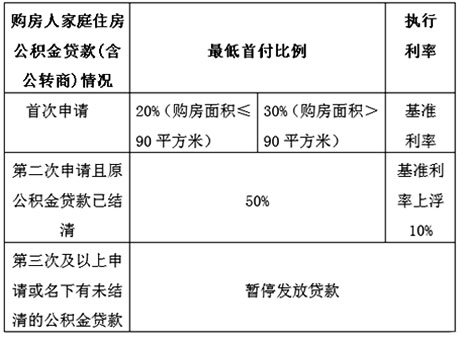 购房人家庭住房
公积金贷款(含
公转商)情况
最低首付比例
执行
利率
首次申请
20%（购房面积≤
90平方米）
30%（购房面积＞
90平方米）
基准
利率
第二次申请且原
公积金贷款已结
清
50%
基准利
率上浮
10%
第三次及以上申
请或名下有未结
清的公积金贷款
暂停发放贷款